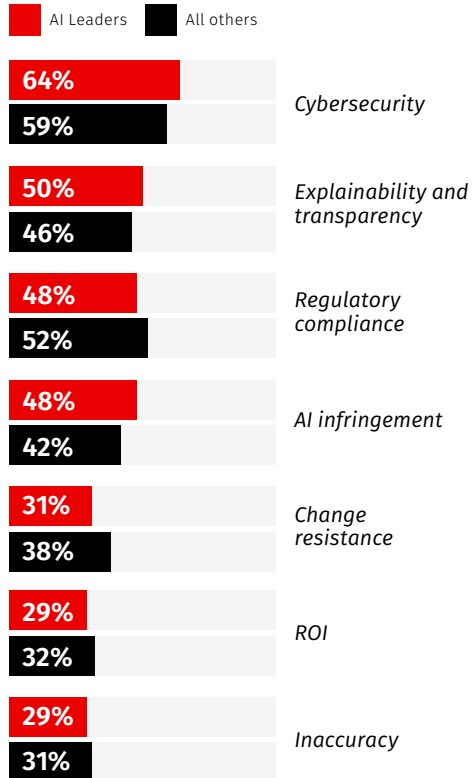 AI Leaders
All others
64%
59%
Cybersecurity
50%
46%
Explainability and
transparency
48%
52%
Regulatory
compliance
48%
42%
AI infringement
31%
38%
Change
resistance
29%
32%
ROI
29%
31%
Inaccuracy